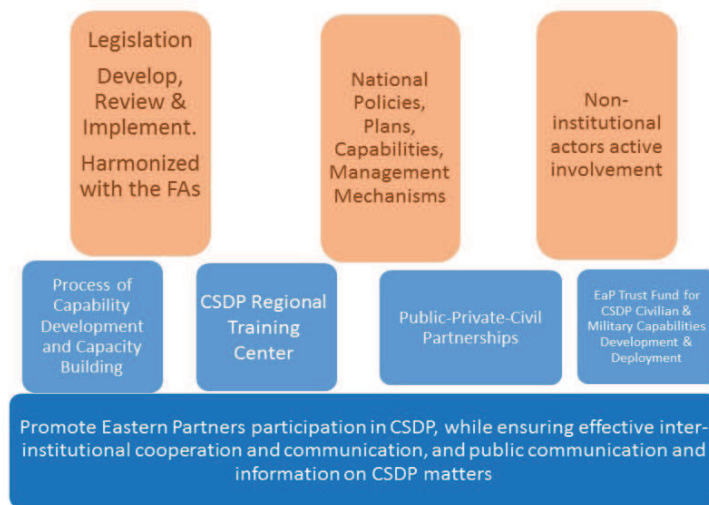 Legislation
Develop,
Review &
Implement.
Harmonized
with the FAs
National
Policies,
Plans,
Capabilities,
Management
Mechanisms
Non-
institutional
actors active
involvement
Process of
Capability
Development
and Capacity
Building
CSDP Regional
Training
Center
Public-Private-Civil
Partnerships
EaP Trust Fund for
CSDP Civilian &
Military Capabilities
Development &
Deployment
Promote Eastern Partners participation in CSDP, while ensuring effective inter-
institutional cooperation and communication, and public communication and
information on CSDP matters